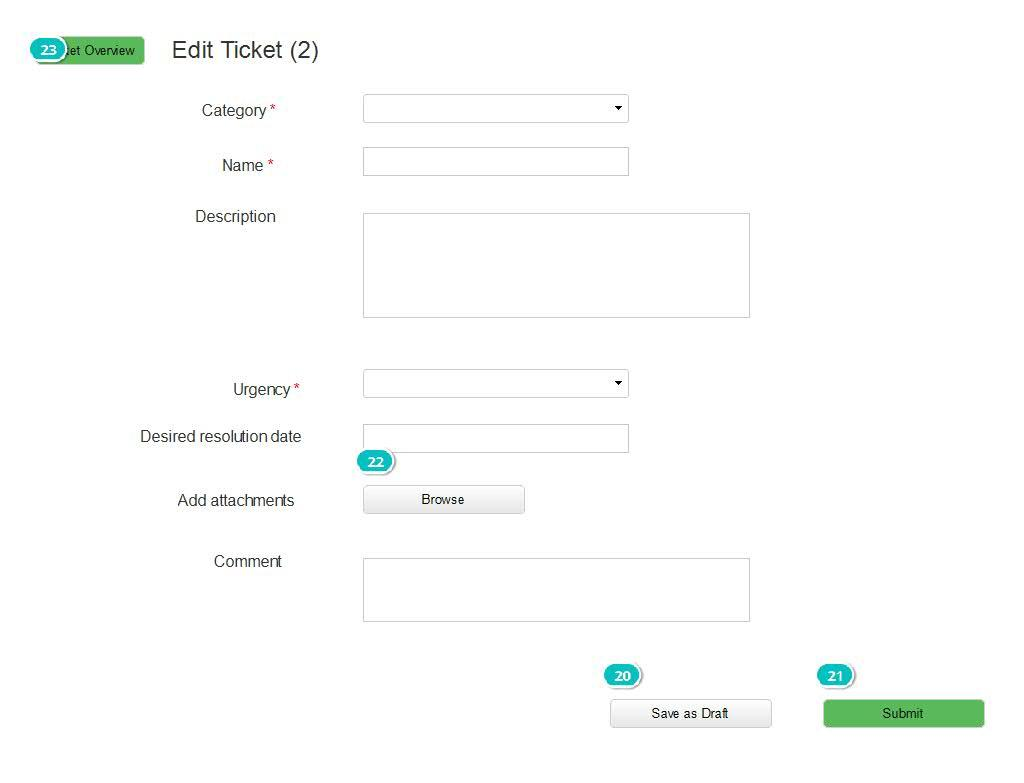 23 et Overview Edit Ticket (2)
Category *
Name *
Description
Urgency *
Desired resolution date
22
Add attachments Browse
Comment
20 21
Save as Draft Submit